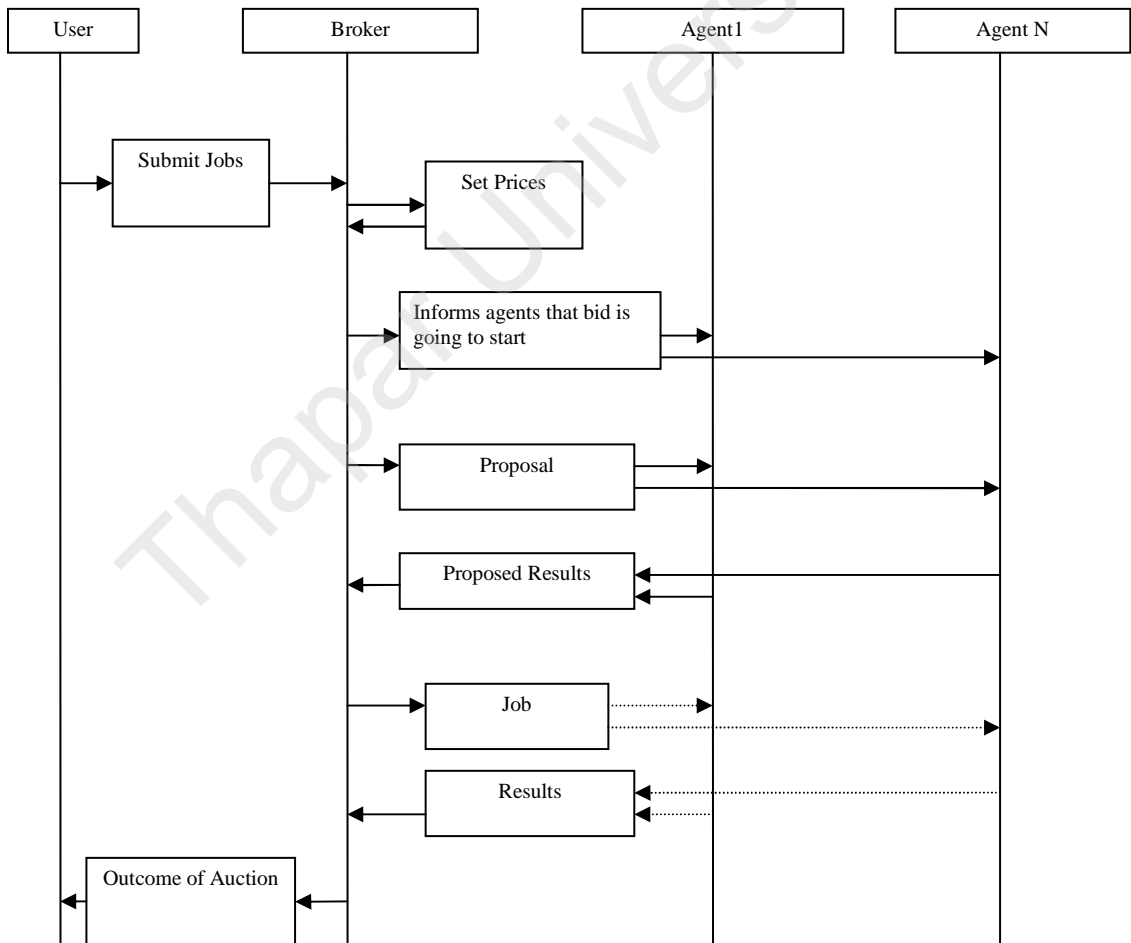 User
Broker
Agent1
Agent N
Submit Jobs
Set Prices
Informs agents that bid is
going to start
Proposal
Proposed Results
Job
Results
Outcome of Auction
Thapar Univers